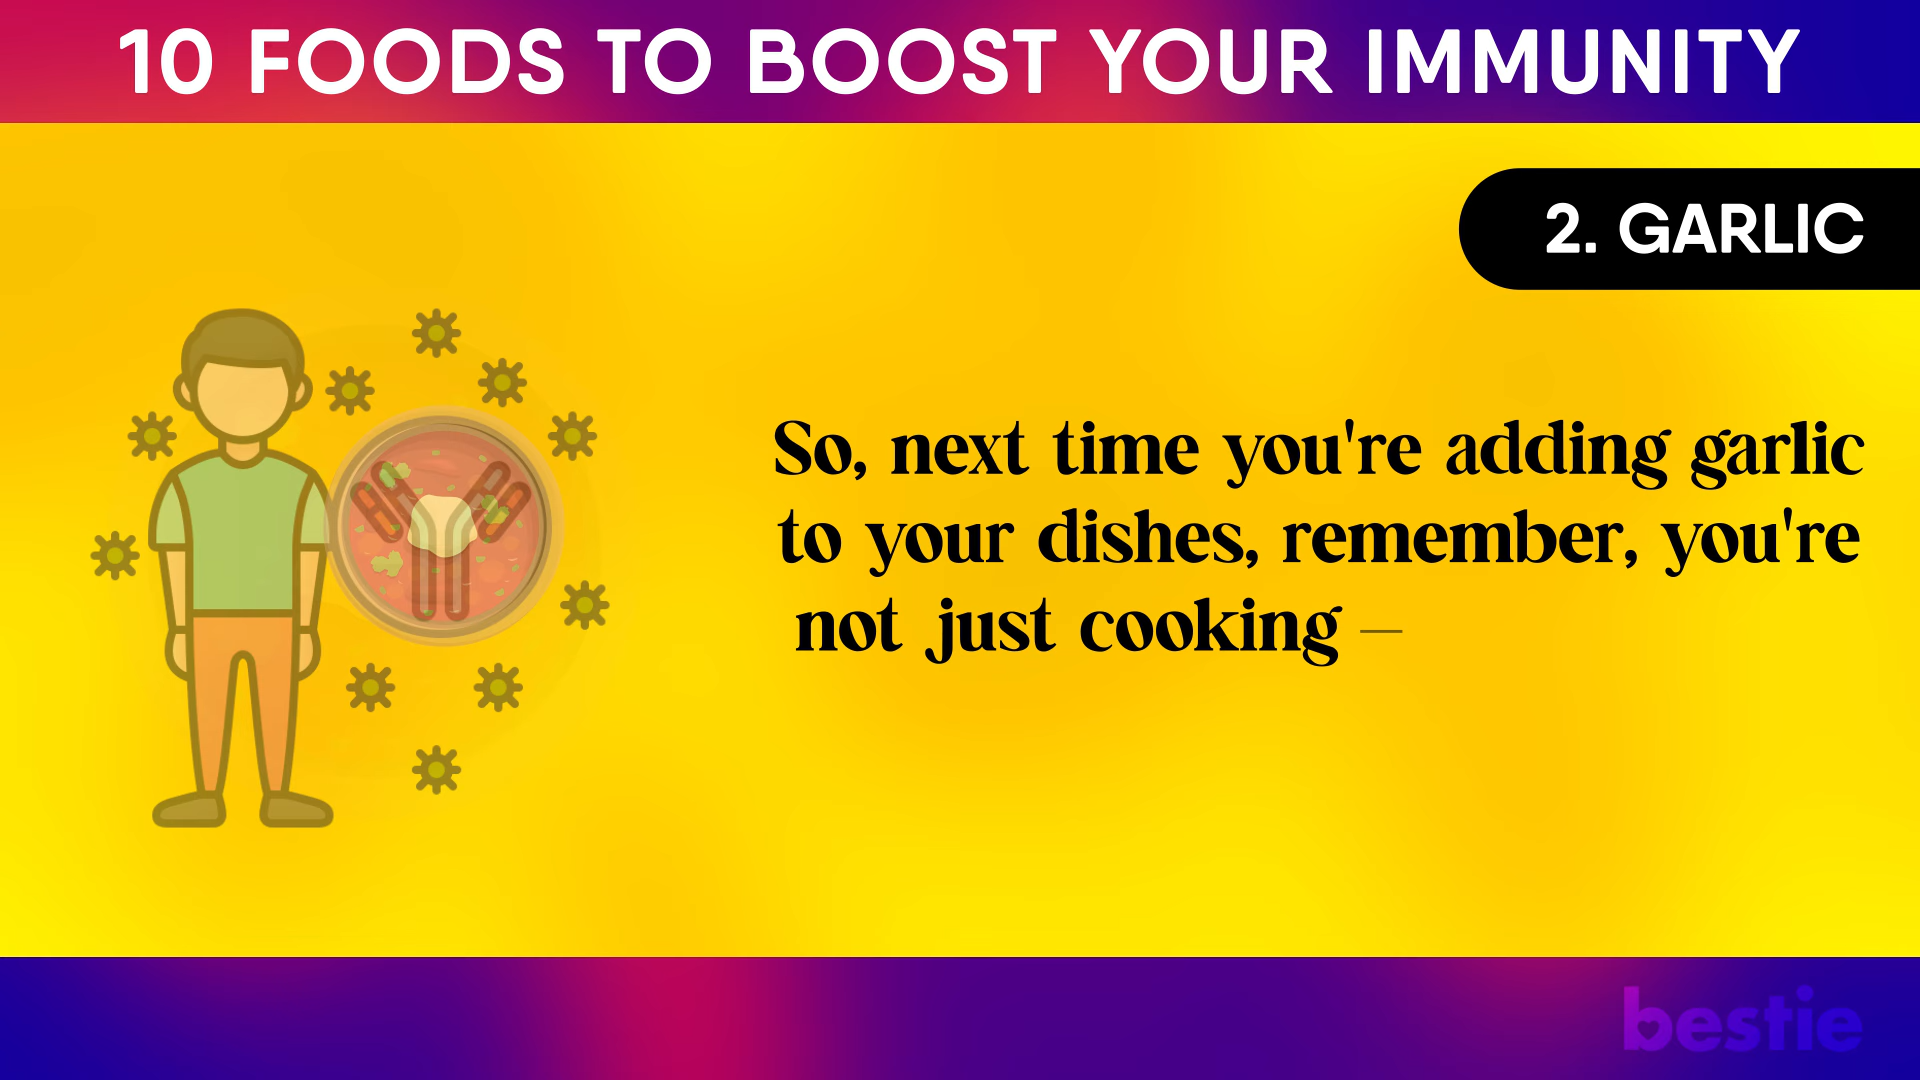 10 FOODS TO BOOST YOUR IMMUNITY
2. GARLIC
So, next time you're adding garlic
to your dishes, remember, you're
not just cooking —
bestie